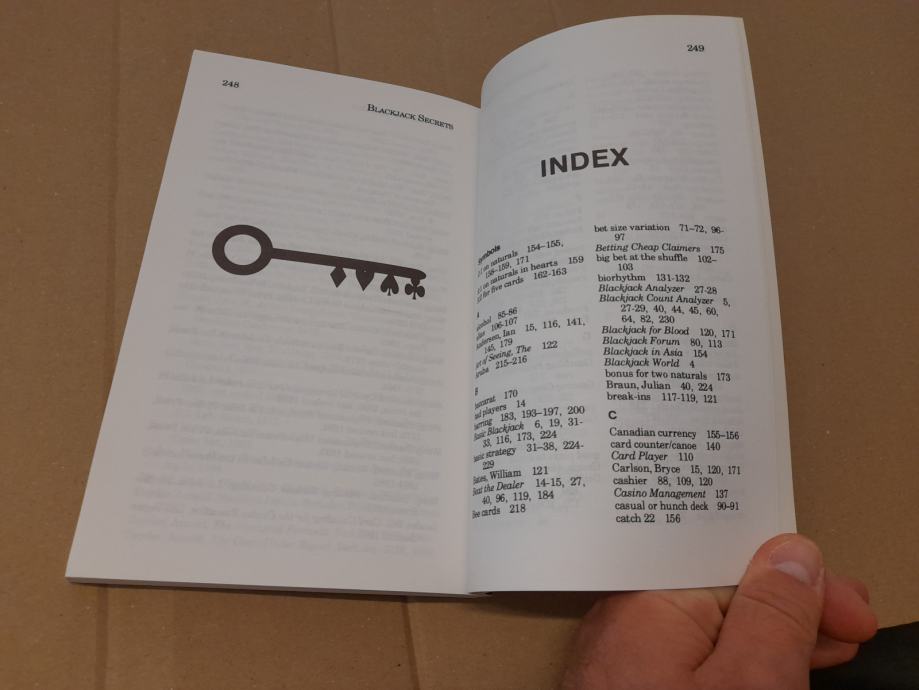 248
BLACKJACK SECRETS
249
INDEX
Symbols
on naturals 154–155,
158–159, 171
on naturals in hearts 159
for five cards 162-163
A
85-86
106-107
Ian 15, 116, 141,
145, 179
of Seeing, The 122
215–216
B
170
players 14
183, 193–197, 200
Blackjack 6, 19, 31-
33, 116, 173, 224
strategy 31–38, 224-
229
William 121
the Dealer 14-15, 27,
40, 96, 119, 184
cards 218
bet size variation 71–72, 96-
97
Betting Cheap Claimers 175
big bet at the shuffle 102–
103
biorhythm 131-132
Blackjack Analyzer 27-28
Blackjack Count Analyzer 5,
27-29, 40, 44, 45, 60,
64, 82, 230
Blackjack for Blood 120, 171
Blackjack Forum 80, 113
Blackjack in Asia 154
Blackjack World 4
bonus for two naturals 173
Braun, Julian 40, 224
break-ins 117-119, 121
C
Canadian currency 155–156
card counter/canoe 140
Card Player 110
Carlson, Bryce 15, 120, 171
cashier 88, 109, 120
Casino Management 137
casual or hunch deck 90-91
catch 22 156